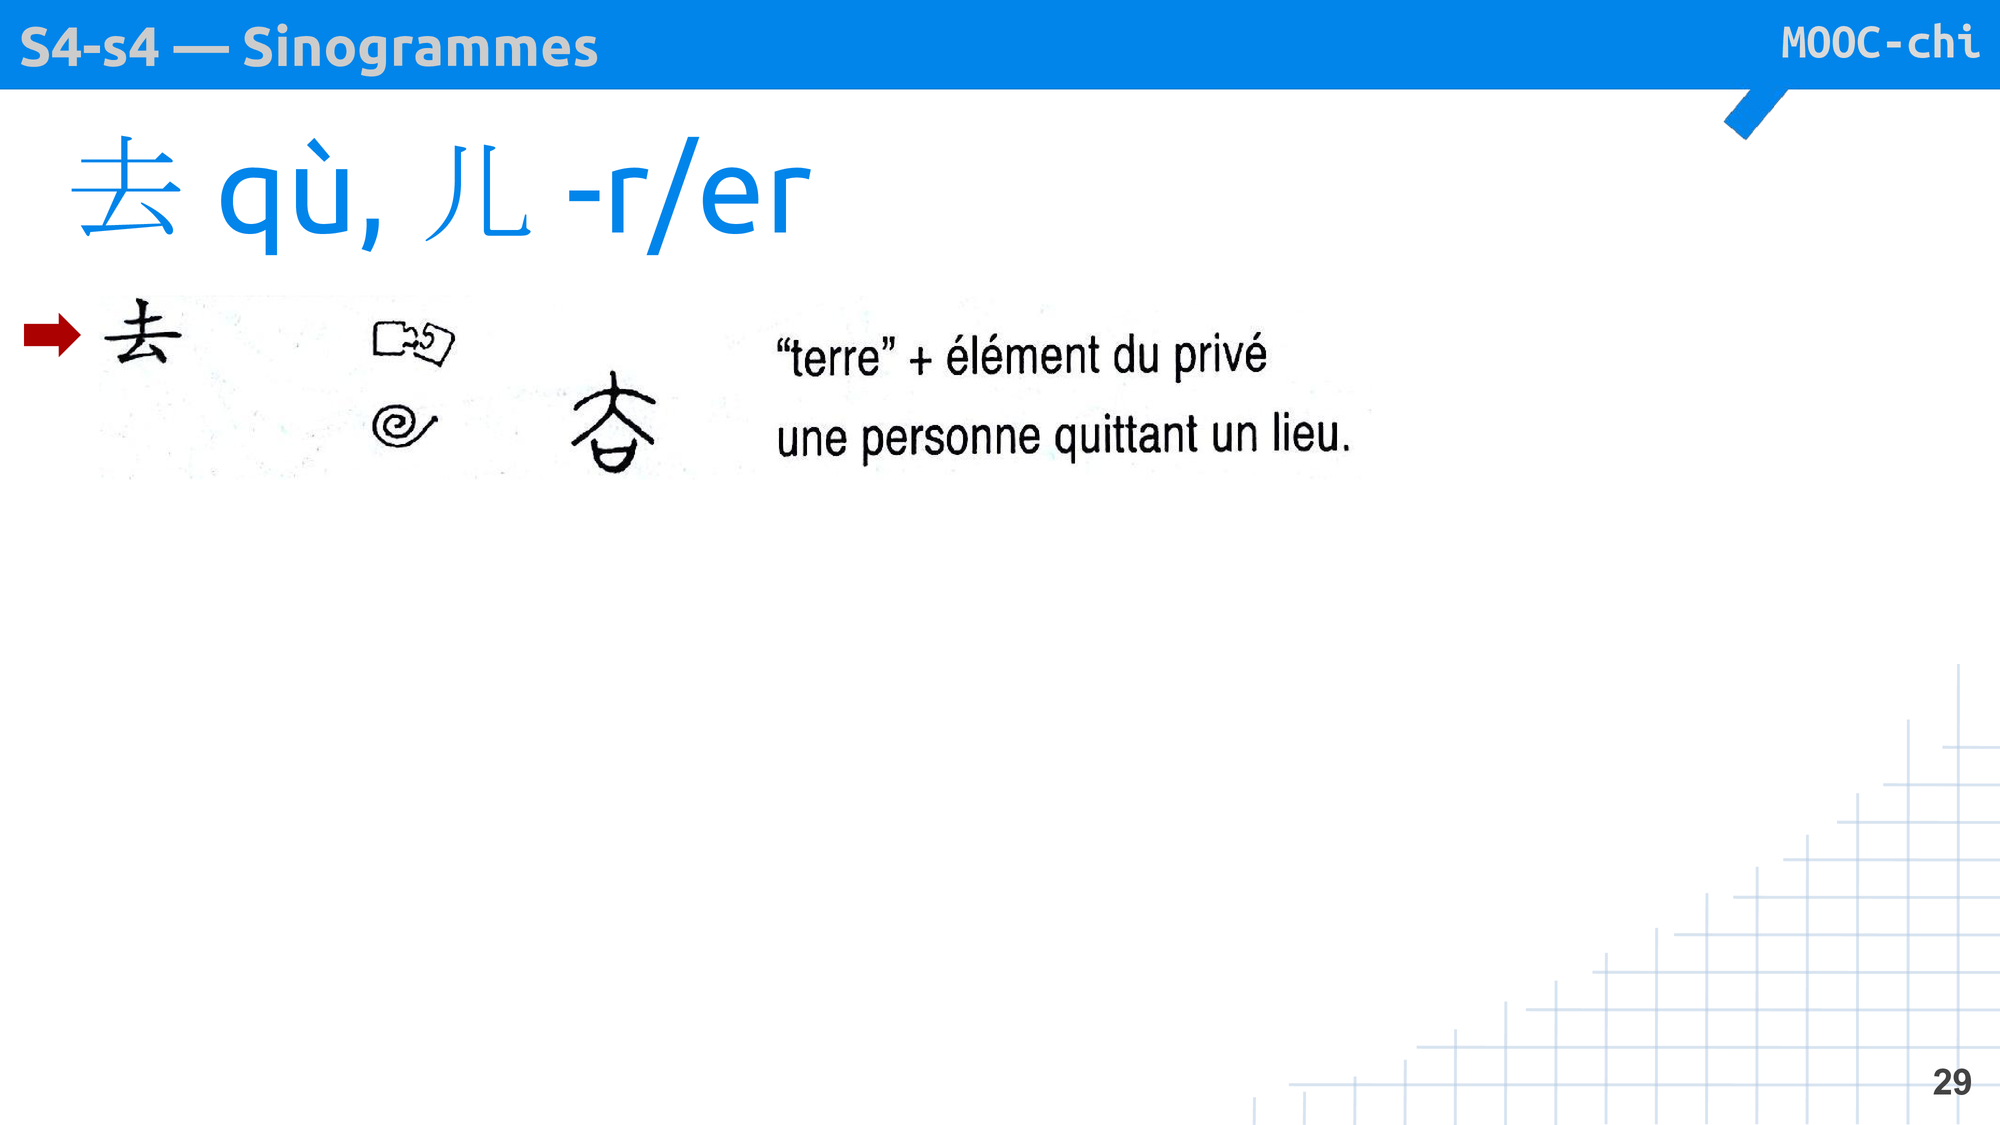 S4-s4 — Sinogrammes
MOOC-chi
去 qù, 儿 -r/er
去
“terre” + élément du privé
une personne quittant un lieu.
29